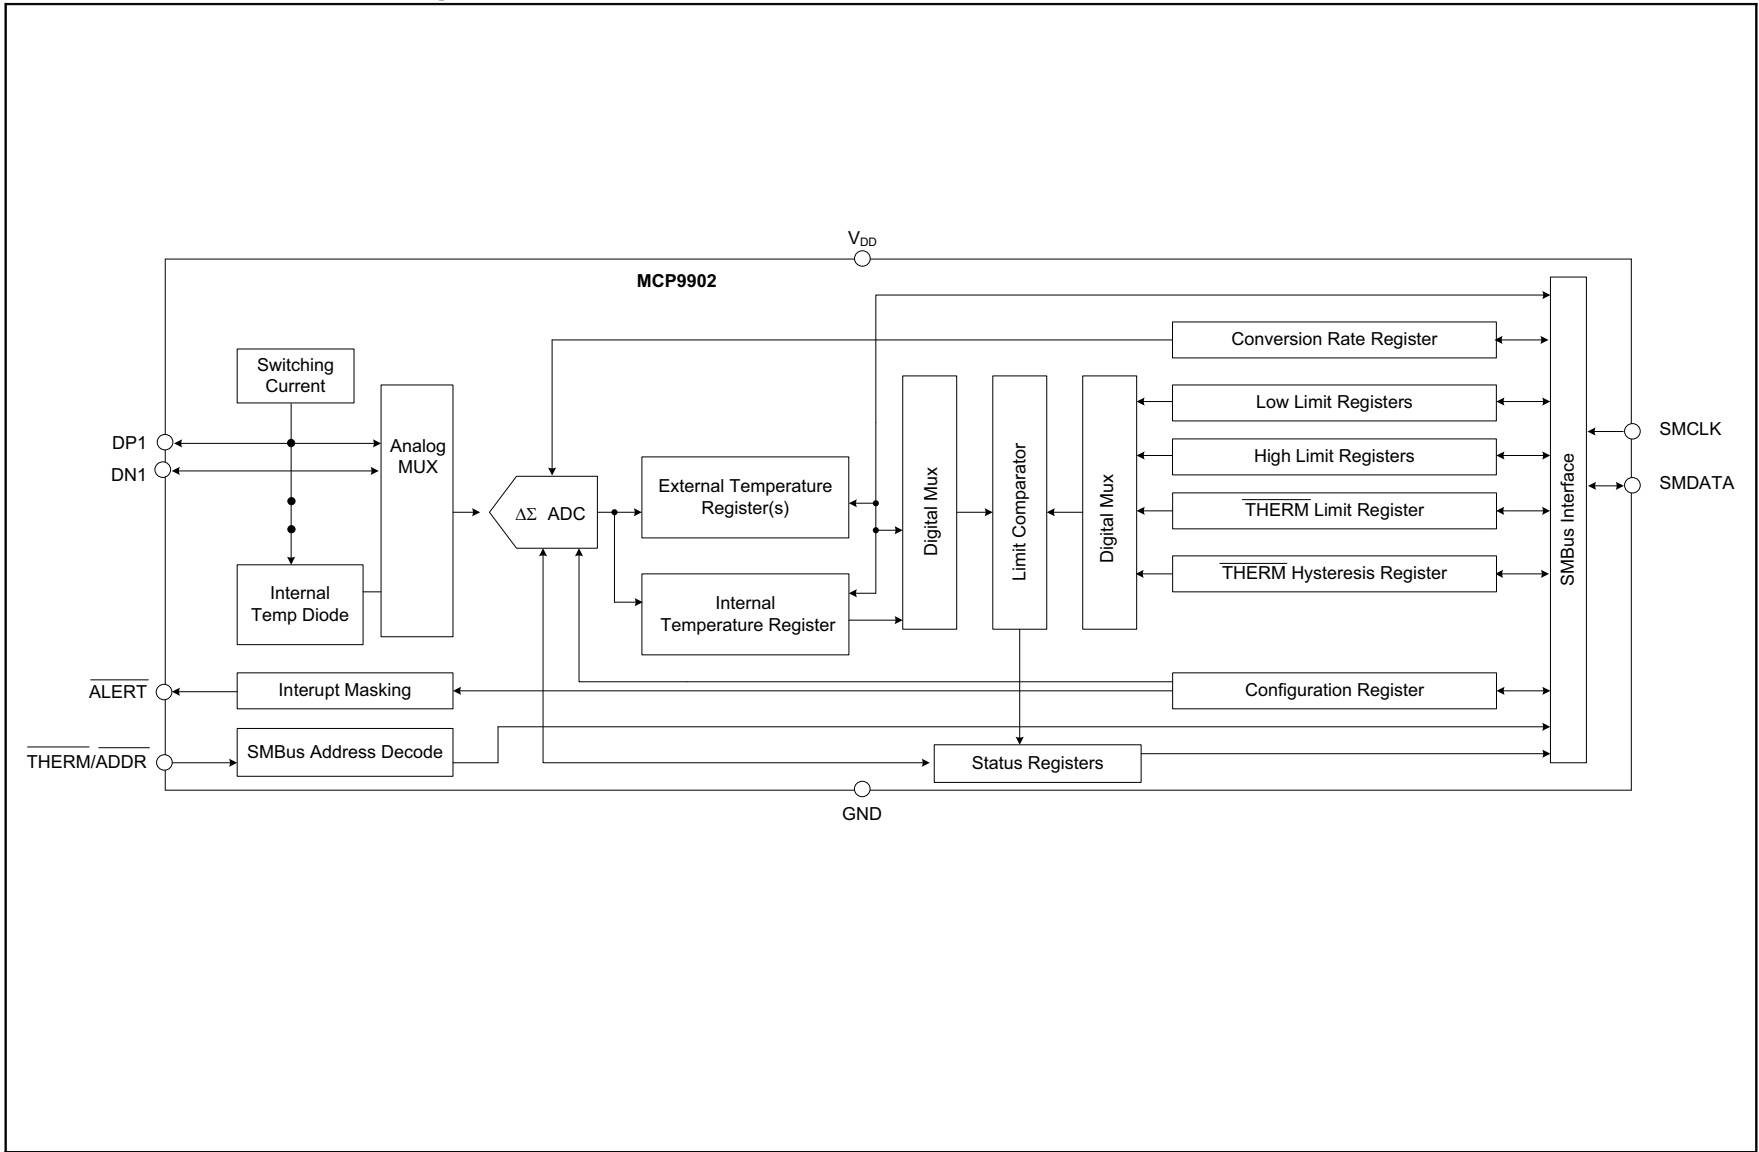 V_DD
MCP9902
Switching
Current
Conversion Rate Register
DP1
DN1
Analog
MUX
ΔΣ ADC
External Temperature
Register(s)
Internal
Temp Diode
Internal
Temperature Register
Digital Mux
Limit Comparator
Digital Mux
Low Limit Registers
High Limit Registers
THERM Limit Register
THERM Hysteresis Register
SMBus Interface
SMCLK
SMDATA
ALERT
Interupt Masking
Configuration Register
THERM/ADDR
SMBus Address Decode
Status Registers
GND